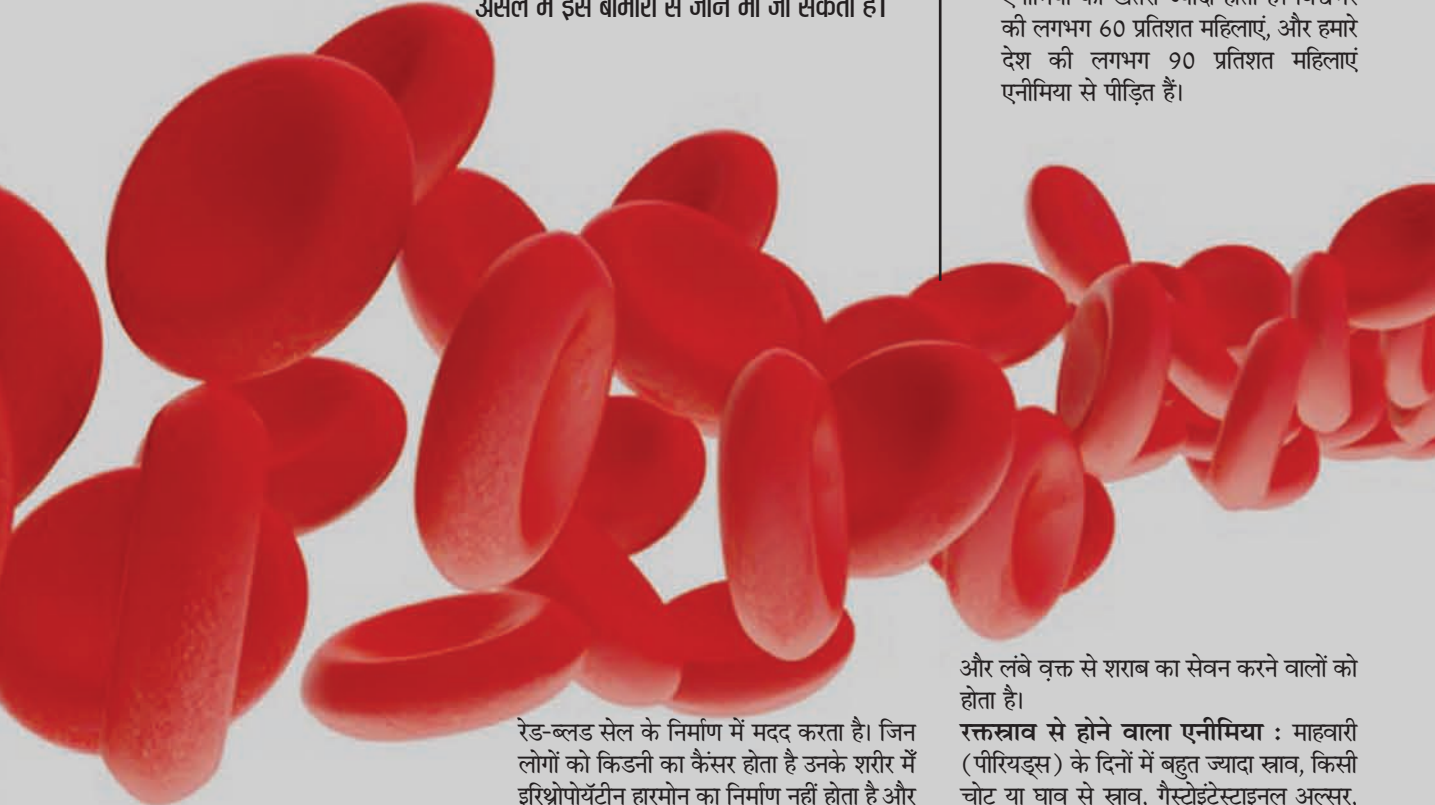 असल में इस बीमारी से जान भी जा सकती है।
की लगभग 60 प्रतिशत महिलाएं, और हमारे
देश की लगभग 90 प्रतिशत महिलाएं
एनीमिया से पीड़ित हैं।
रेड-ब्लड सेल के निर्माण में मदद करता है। जिन
लोगों को किडनी का कैंसर होता है उनके शरीर में
इरिथ्रोपोयॅटीन हारमोन का निर्माण नहीं होता है और
और लंबे व़क्त से शराब का सेवन करने वालों को
होता है।
रक्तस्राव से होने वाला एनीमिया : माहवारी
(पीरियड्स) के दिनों में बहुत ज्यादा स्राव, किसी
चोट या घाव से स्राव, गैस्टोइंटेस्टाइनल अल्सर,